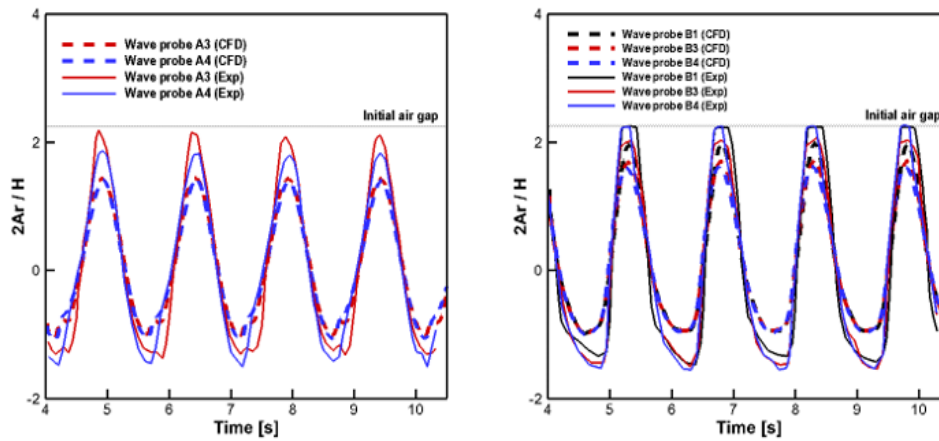 4
Wave probe A3 (CFD)
Wave probe A4 (CFD)
Wave probe A3 (Exp)
Wave probe A4 (Exp)
Initial air gap
2
2Ar / H
0
-2
4 5 6 7 8 9 10
Time [s]
4
Wave probe B1 (CFD)
Wave probe B3 (CFD)
Wave probe B4 (CFD)
Wave probe B1 (Exp)
Wave probe B3 (Exp)
Wave probe B4 (Exp)
Initial air gap
2
2Ar / H
0
-2
4 5 6 7 8 9 10
Time [s]